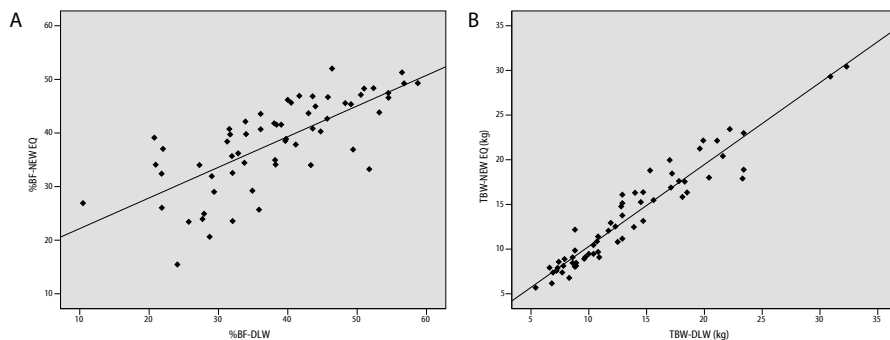 A
%BF-NEW EQ
60
50
40
30
20
10
10 20 30 40 50 60
%BF-DLW
B
TBW-NEW EQ (kg)
35
30
25
20
15
10
5
5 10 15 20 25 30 35
TBW-DLW (kg)